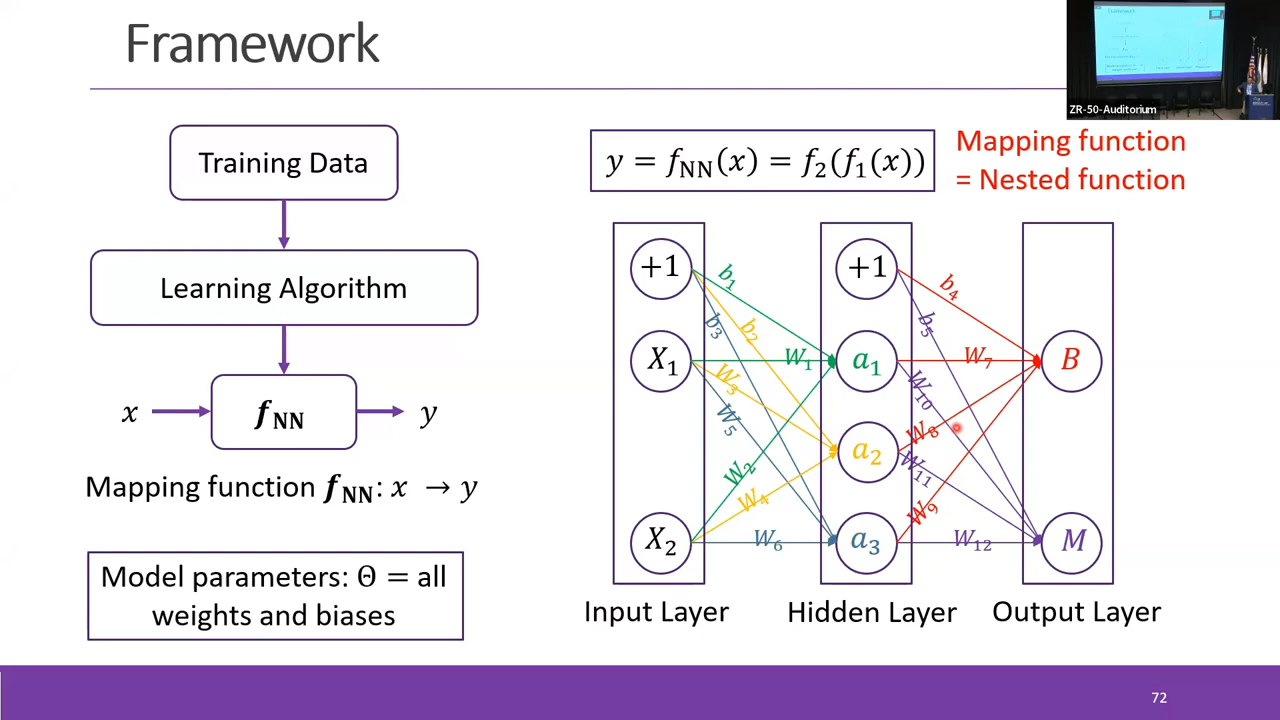 Framework
ZR-50-Auditorium
Training Data
Learning Algorithm
x
f_NN
y
Mapping function f_NN: x → y
Model parameters: Θ = all
weights and biases
y = f_NN(x) = f_2(f_1(x))
Mapping function
= Nested function
+1
+1
b_1
b_4
b_3
b_2
b_5
X_1
W_1
a_1
W_7
B
W_3
W_10
W_5
W_8
a_2
W_2
W_11
W_4
W_9
X_2
W_6
a_3
W_12
M
Input Layer
Hidden Layer
Output Layer
72